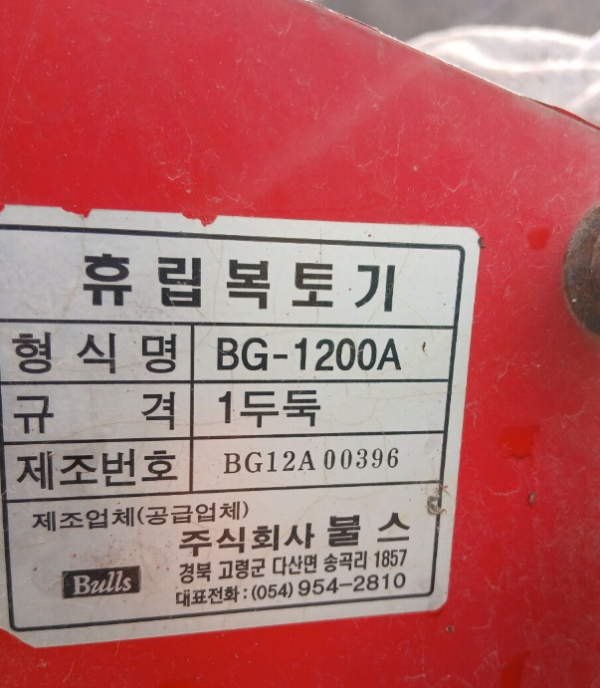 휴립복토기
형식명 BG-1200A
규격 1두둑
제조번호 BG12A 00396
제조업체(공급업체)
주식회사 불스
Bulls 경북 고령군 다산면 송곡리 1857
대표전화 : (054) 954-2810